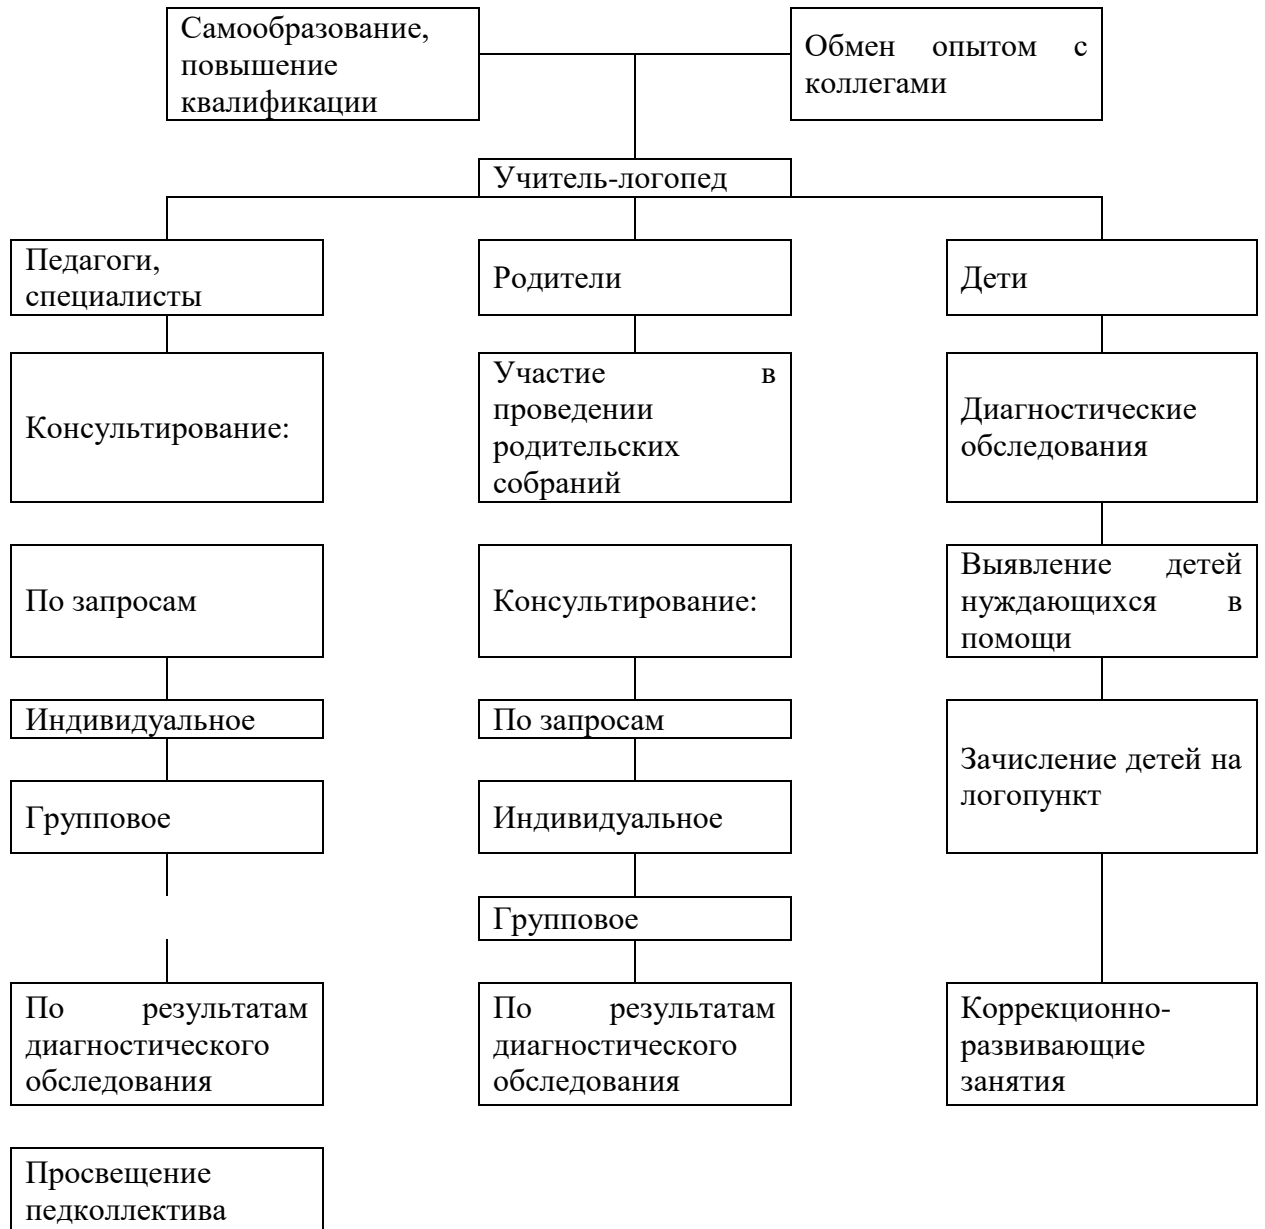 Самообразование,
повышение
квалификации
Обмен опытом с
коллегами
Учитель-логопед
Педагоги,
специалисты
Родители
Дети
Консультирование:
Участие в
проведении
родительских
собраний
Диагностические
обследования
По запросам
Консультирование:
Выявление детей
нуждающихся в
помощи
Индивидуальное
По запросам
Зачисление детей на
логопункт
Групповое
Индивидуальное
Групповое
По результатам
диагностического
обследования
По результатам
диагностического
обследования
Коррекционно-
развивающие
занятия
Просвещение
педколлектива